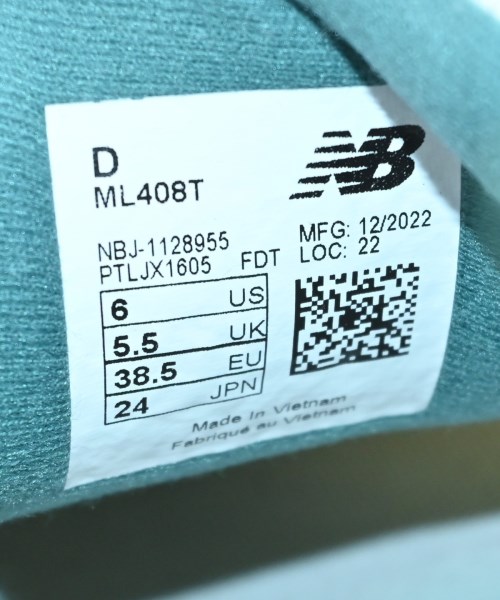 D
ML408T
NB
NBJ-1128955
PTLJX1605 FDT
MFG: 12/2022
LOC: 22
6 US
5.5 UK
38.5 EU
24 JPN
Made In Vietnam
Fabriqué au Vietnam